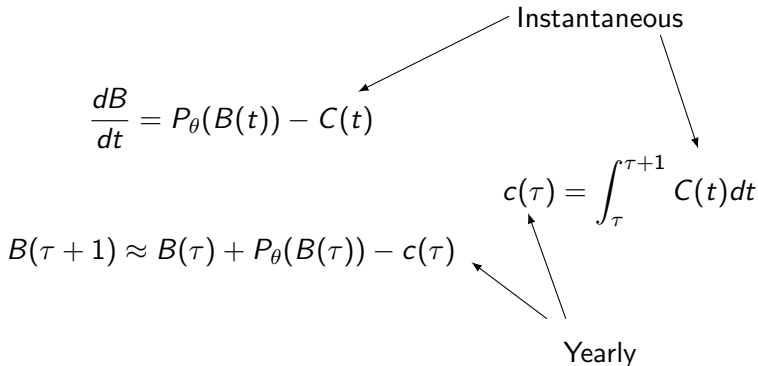 Instantaneous
dB/dt = P_θ(B(t)) − C(t)
c(τ) = ∫_τ^{τ+1} C(t)dt
B(τ + 1) ≈ B(τ) + P_θ(B(τ)) − c(τ)
Yearly